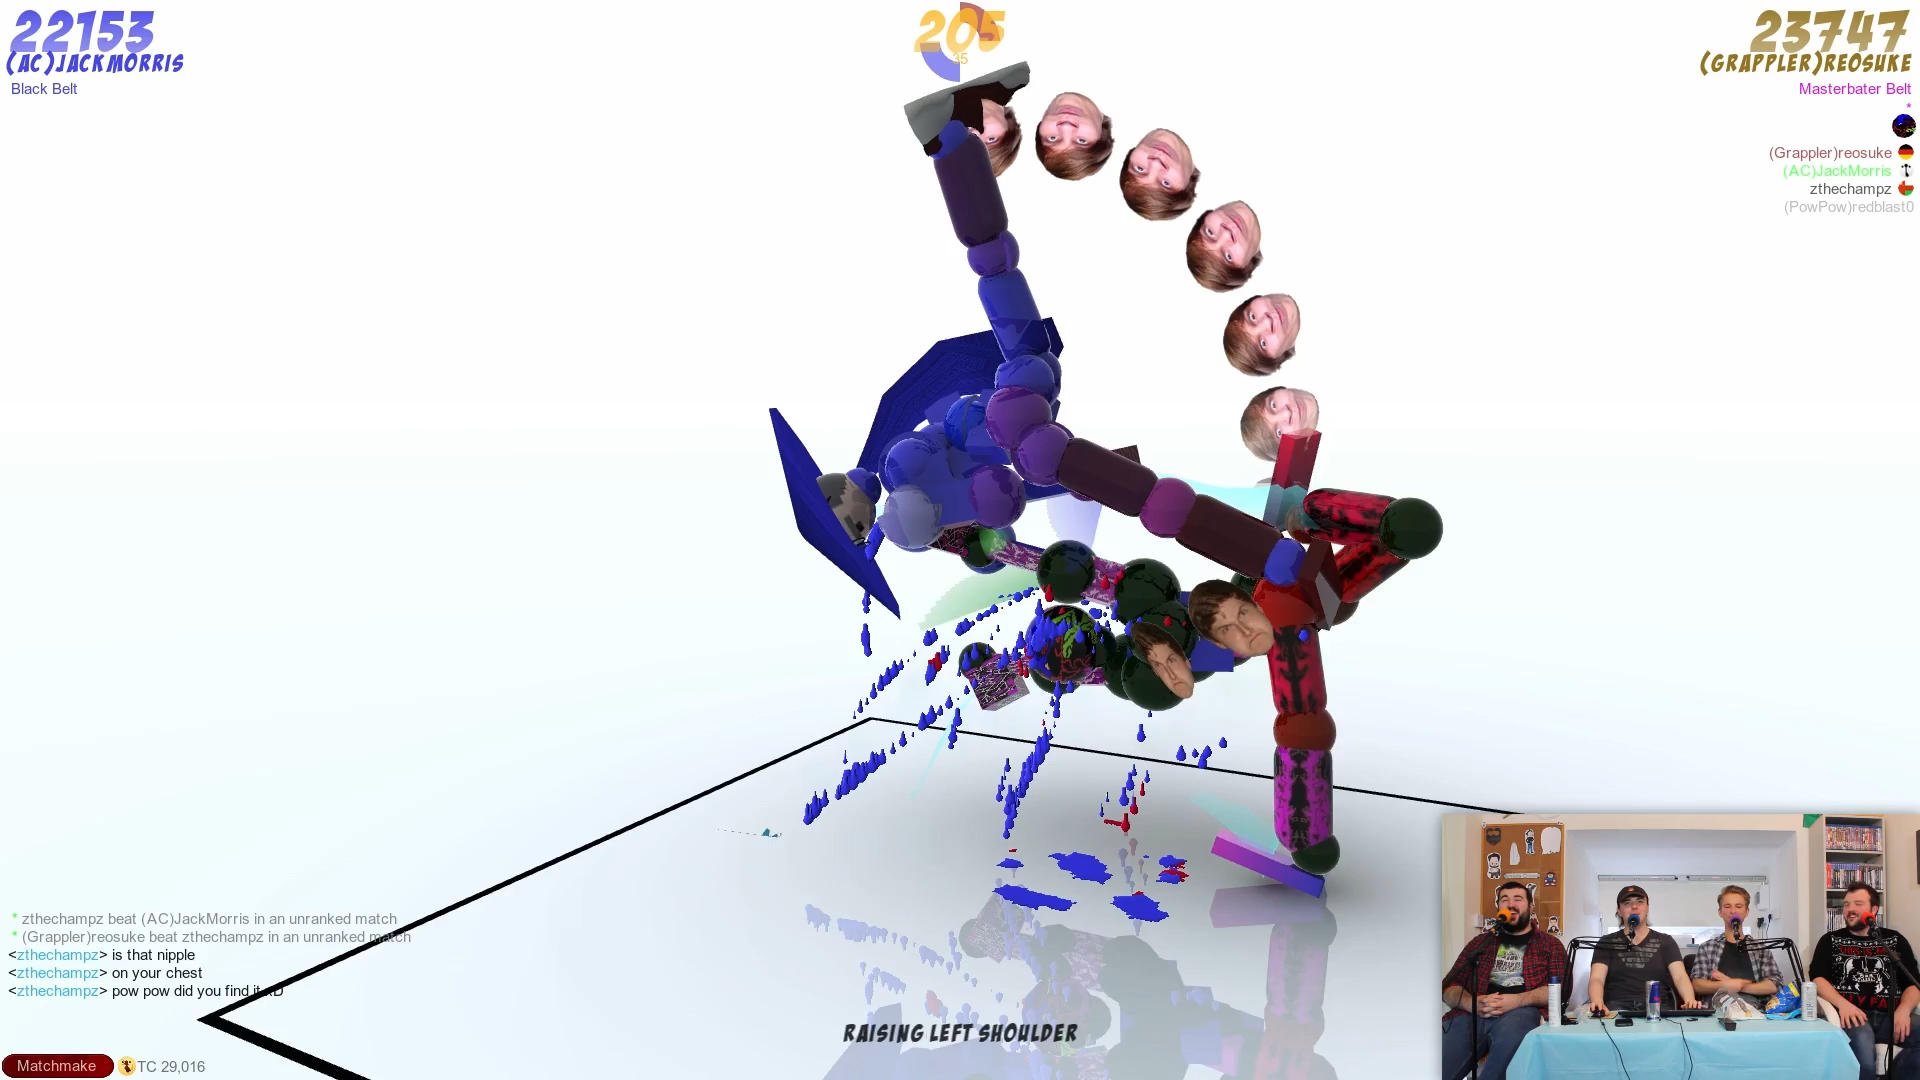 22153
(AC)JACKMORRIS
Black Belt
205
35
23747
(GRAPPLER)REOSUKE
Masterbater Belt
*
(Grappler)reosuke
(AC)JackMorris
zthechampz
(PowPow)redblast0
* zthechampz beat (AC)JackMorris in an unranked match
* (Grappler)reosuke beat zthechampz in an unranked match
<zthechampz> is that nipple
<zthechampz> on your chest
<zthechampz> pow pow did you find it xD
RAISING LEFT SHOULDER
Matchmake
TC 29,016